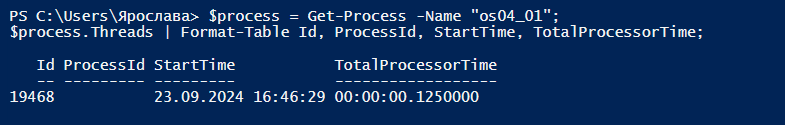 PS C:\Users\Ярослава> $process = Get-Process -Name "os04_01";
$process.Threads | Format-Table Id, ProcessId, StartTime, TotalProcessorTime;
Id ProcessId StartTime TotalProcessorTime
-- --------- --------- ------------------
19468 23.09.2024 16:46:29 00:00:00.1250000